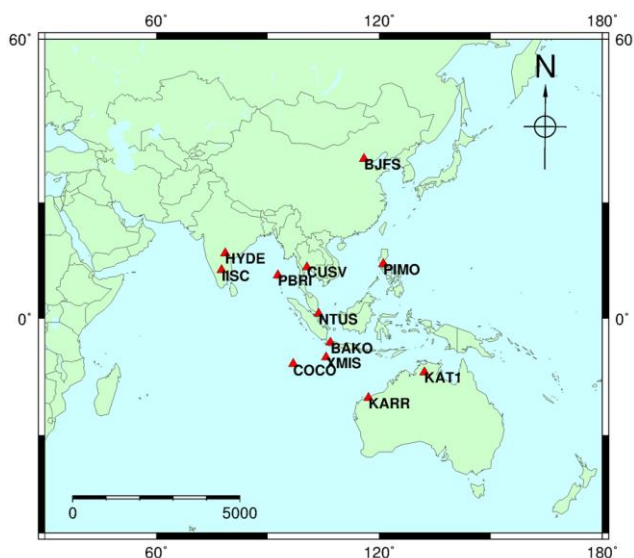 60˚ 120˚ 180˚
60˚ 60
N
BJFS
HYDE
IISC
PBRI
CUSV
PIMO
NTUS
0˚ 0˚
BAKO
XMIS
COCO
KAT1
KARR
0 5000
60˚ 120˚ 180˚